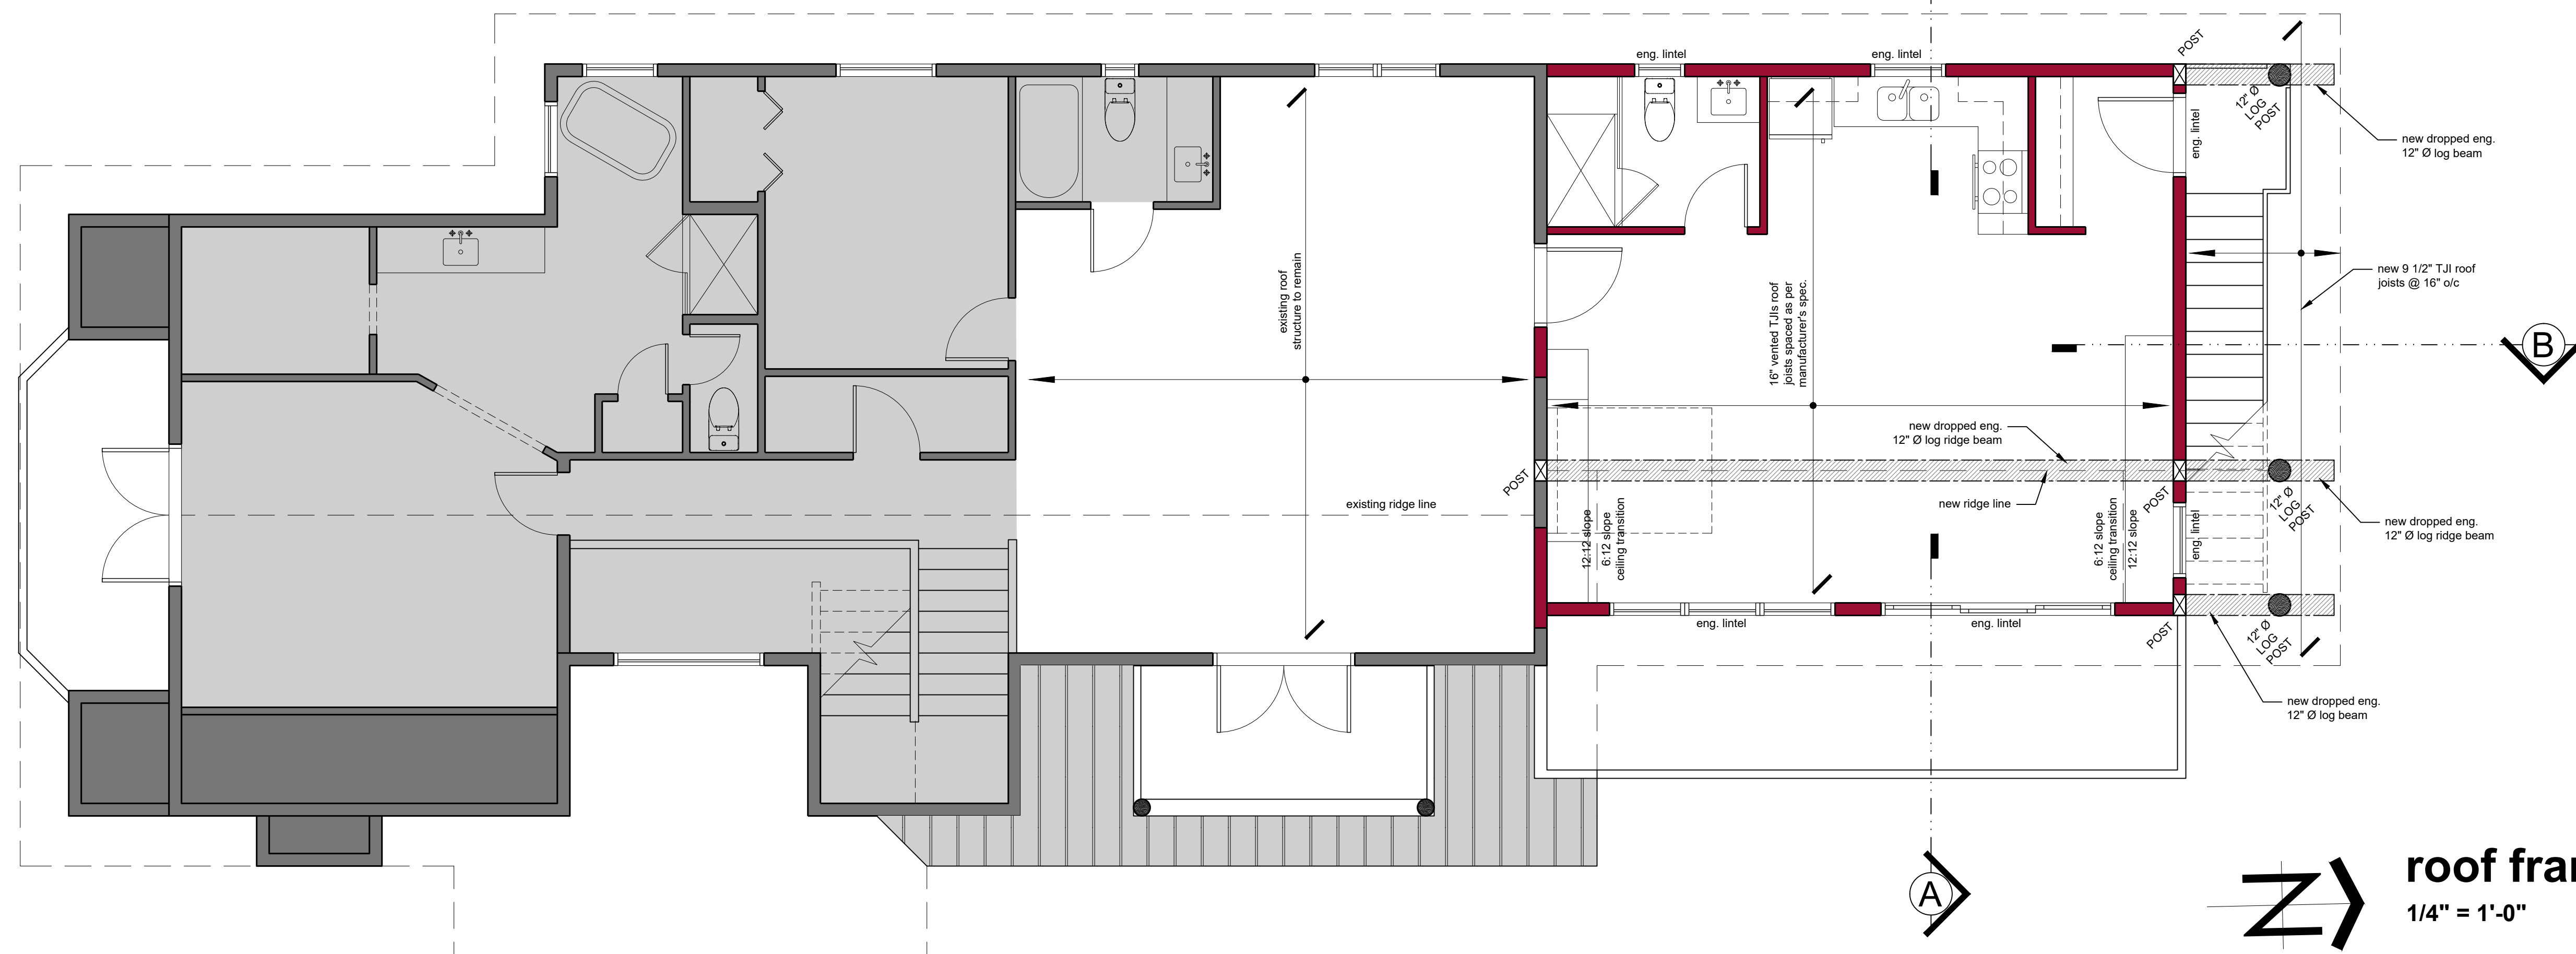 eng. lintel
eng. lintel
POST
12" Ø
LOG
POST
eng. lintel
new dropped eng.
12" Ø log beam
new 9 1/2" TJI roof
joists @ 16" o/c
existing roof
structure to remain
16" vented TJIs roof
joists spaced as per
manufacturer's spec.
B
new dropped eng.
12" Ø log ridge beam
POST
existing ridge line
new ridge line
POST
12" Ø
LOG
POST
new dropped eng.
12" Ø log ridge beam
12:12 slope
6:12 slope
ceiling transition
6:12 slope
ceiling transition
12:12 slope
eng. lintel
eng. lintel
eng. lintel
POST
12" Ø
LOG
POST
new dropped eng.
12" Ø log beam
A
N
roof fra
1/4" = 1'-0"